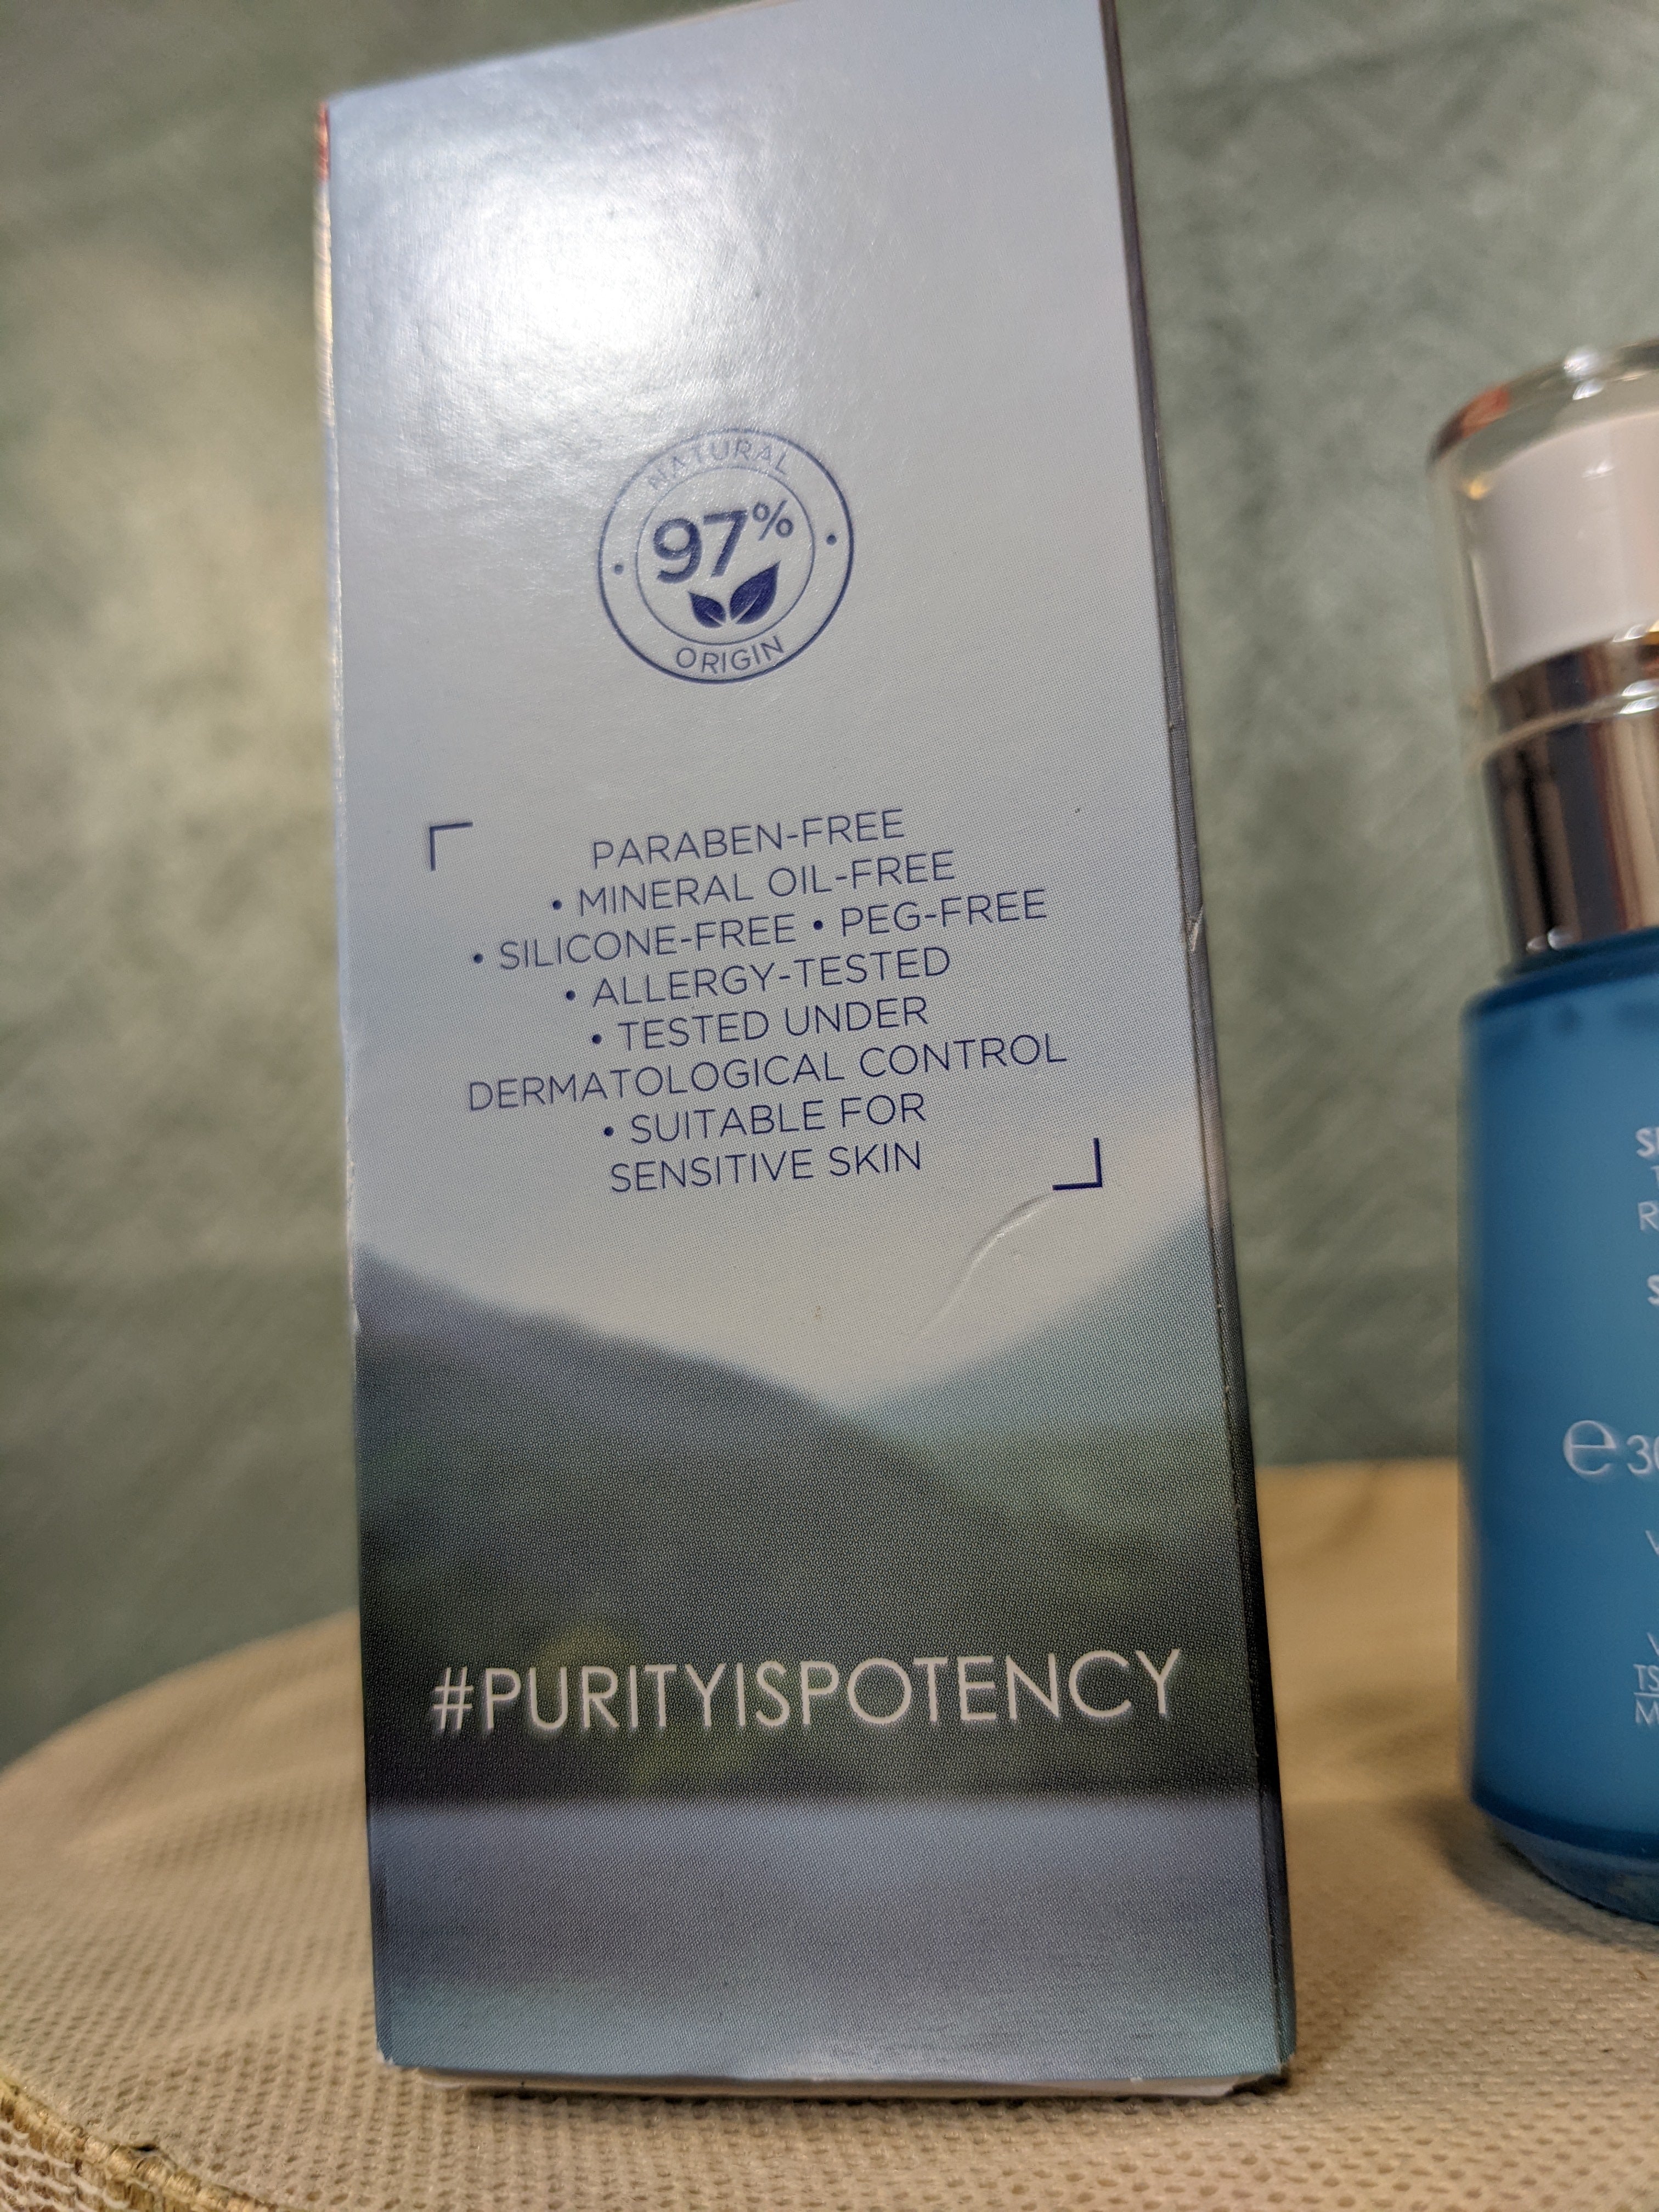 NATURAL
97%
ORIGIN
PARABEN-FREE
• MINERAL OIL-FREE
• SILICONE-FREE • PEG-FREE
• ALLERGY-TESTED
• TESTED UNDER
DERMATOLOGICAL CONTROL
• SUITABLE FOR
SENSITIVE SKIN
#PURITYISPOTENCY
℮ 30